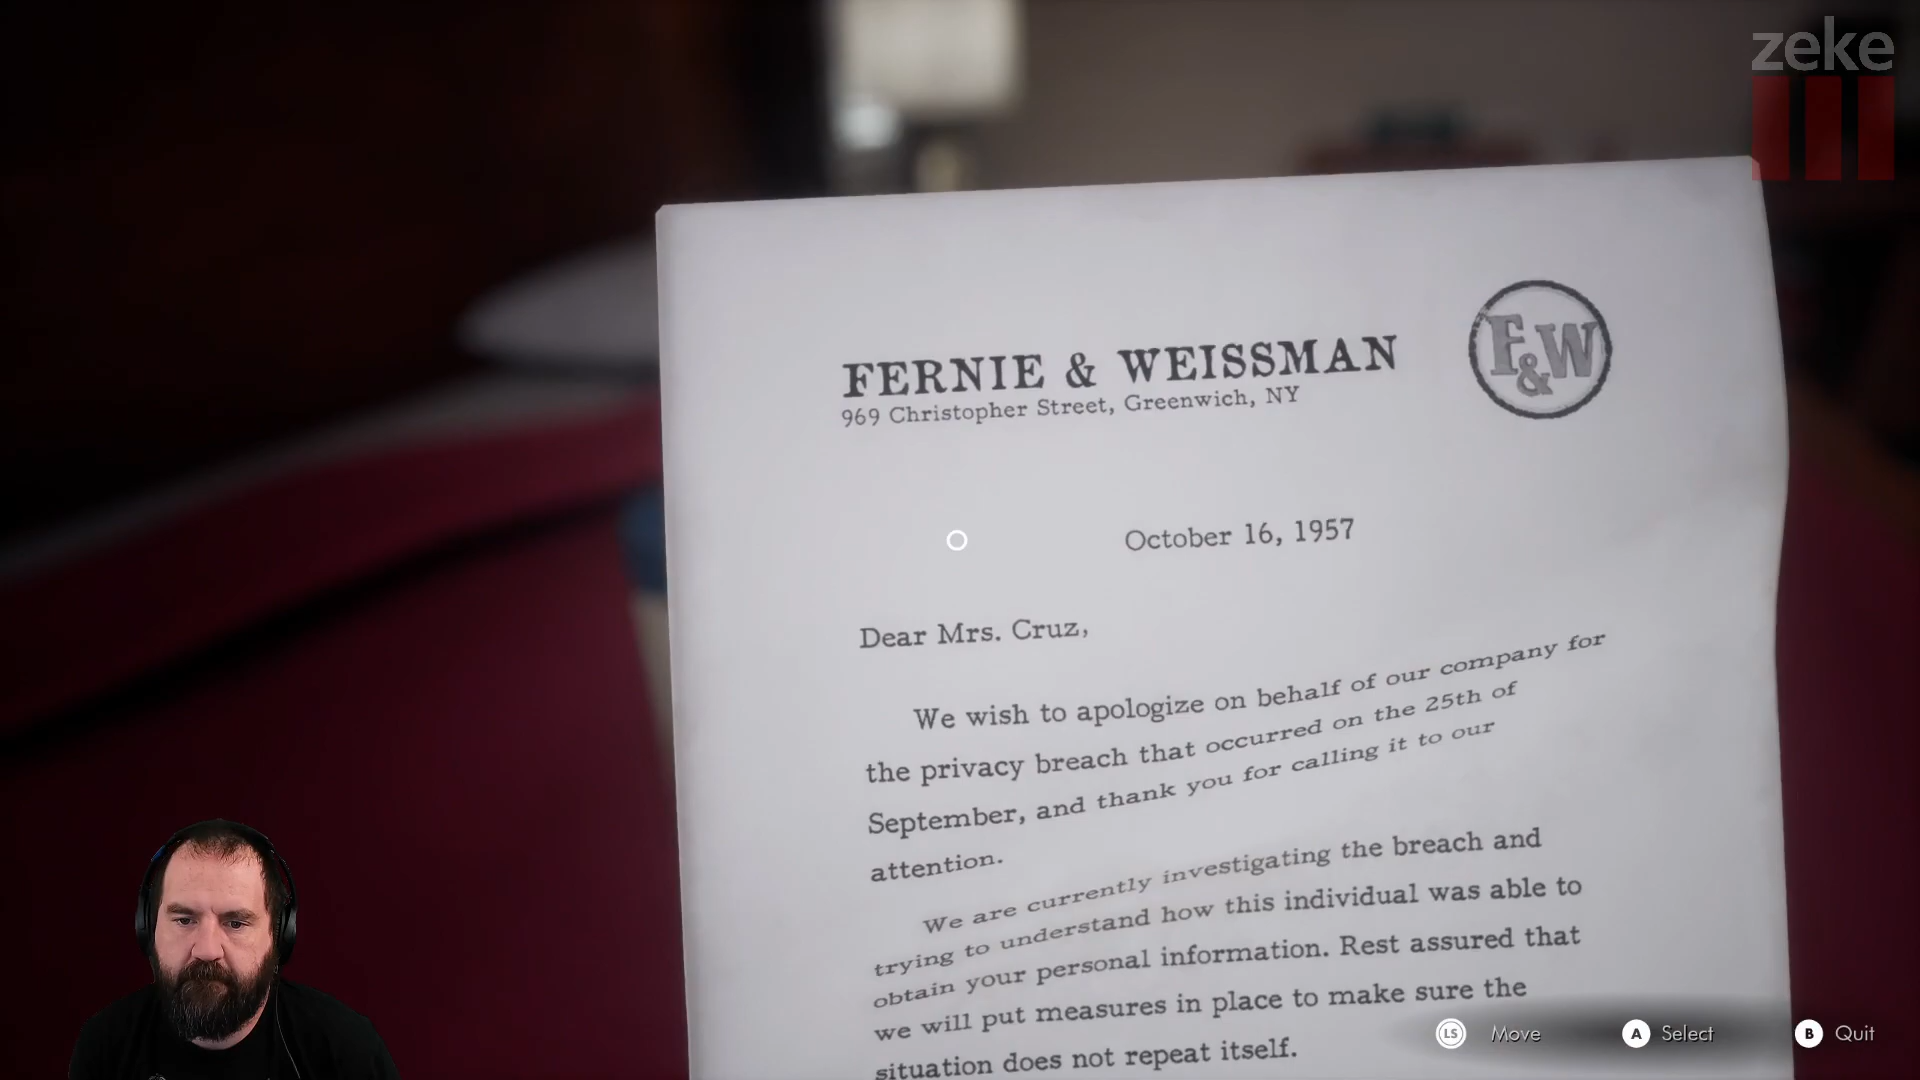 zeke
FERNIE & WEISSMAN
F&W
969 Christopher Street, Greenwich, NY
October 16, 1957
Dear Mrs. Cruz,
We wish to apologize on behalf of our company for
the privacy breach that occurred on the 25th of
September, and thank you for calling it to our
attention.
We are currently investigating the breach and
trying to understand how this individual was able to
obtain your personal information. Rest assured that
we will put measures in place to make sure the
situation does not repeat itself.
LS Move A Select B Quit